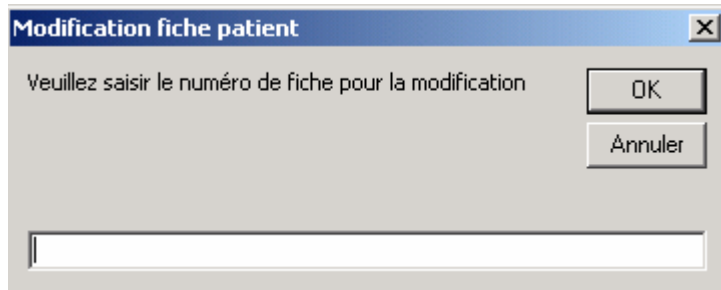 Modification fiche patient
Veuillez saisir le numéro de fiche pour la modification
OK
Annuler